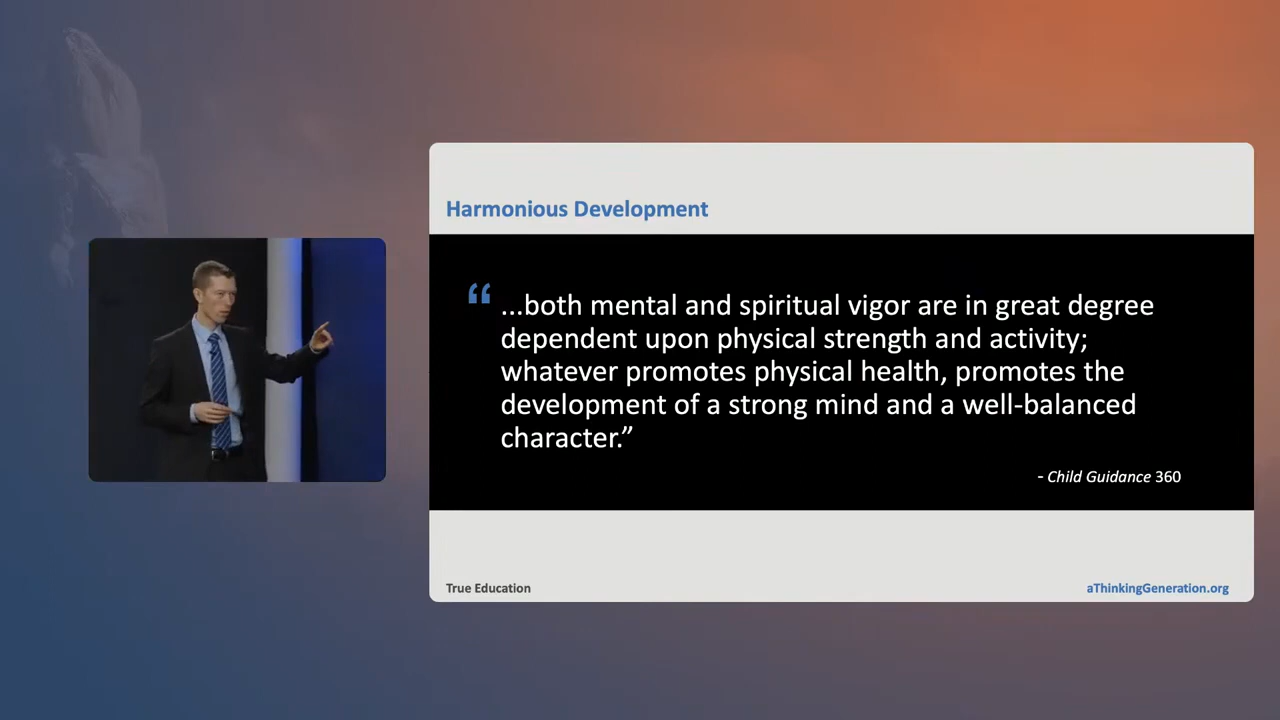 Harmonious Development
“ ...both mental and spiritual vigor are in great degree
dependent upon physical strength and activity;
whatever promotes physical health, promotes the
development of a strong mind and a well-balanced
character.”
- Child Guidance 360
True Education
aThinkingGeneration.org